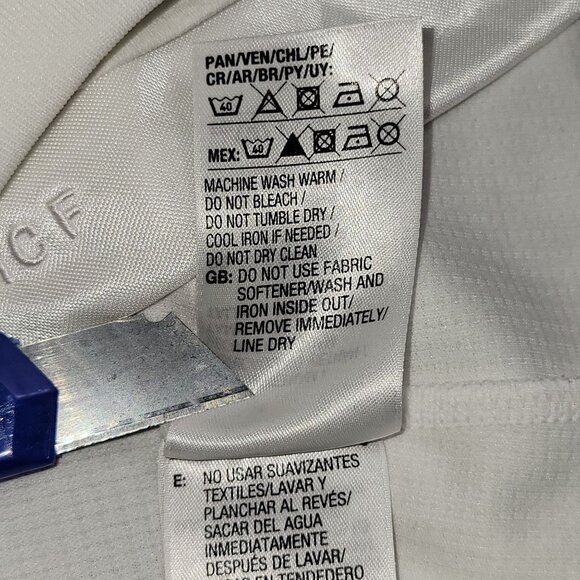 PAN/VEN/CHL/PE/
CR/AR/BR/PY/UY:
40
MEX: 40
MACHINE WASH WARM /
DO NOT BLEACH /
DO NOT TUMBLE DRY /
COOL IRON IF NEEDED /
DO NOT DRY CLEAN
GB: DO NOT USE FABRIC
SOFTENER/WASH AND
IRON INSIDE OUT/
REMOVE IMMEDIATELY/
LINE DRY
E: NO USAR SUAVIZANTES
TEXTILES/LAVAR Y
PLANCHAR AL REVÉS/
SACAR DEL AGUA
INMEDIATAMENTE
DESPUÉS DE LAVAR/
EN TENDEDERO